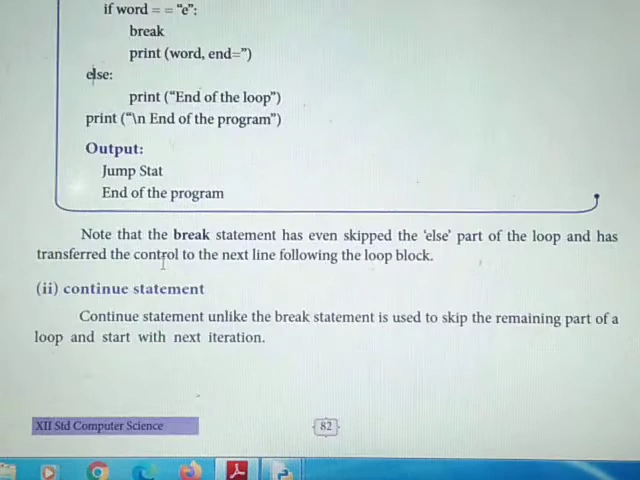 if word = = “e”:
break
print (word, end=”)
else:
print (“End of the loop”)
print (“\n End of the program”)
Output:
Jump Stat
End of the program
Note that the break statement has even skipped the ‘else’ part of the loop and has
transferred the control to the next line following the loop block.
(ii) continue statement
Continue statement unlike the break statement is used to skip the remaining part of a
loop and start with next iteration.
XII Std Computer Science
82